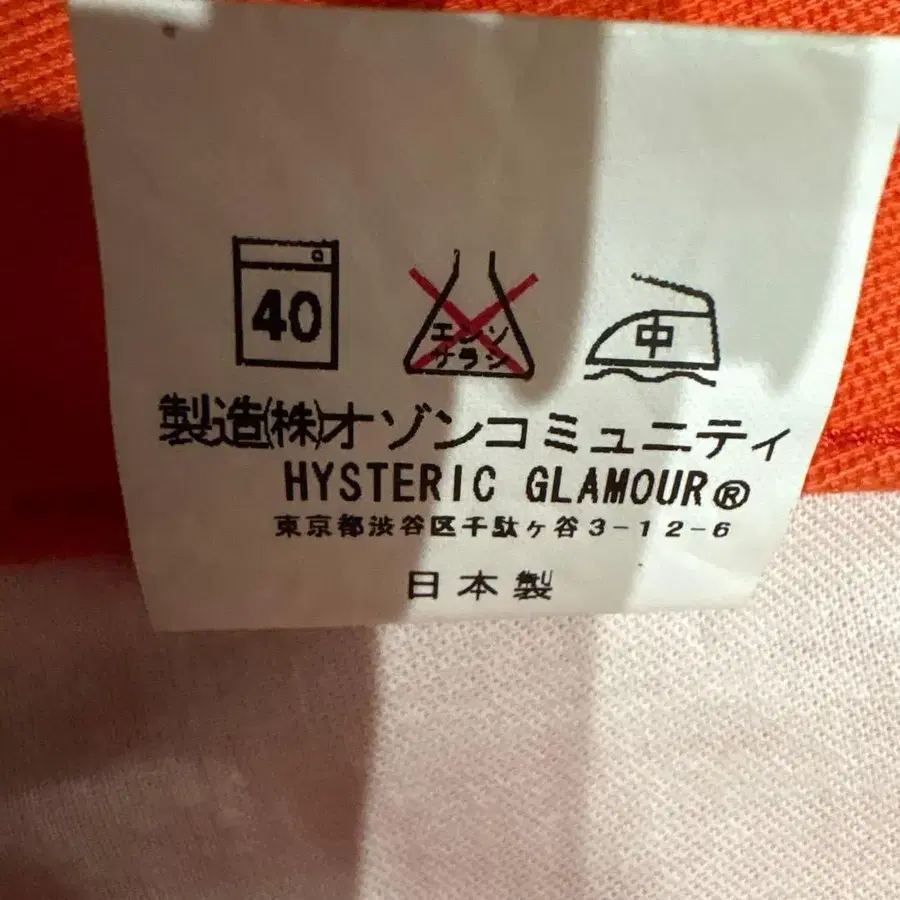 40
エンソ
サラシ
中
製造㈱オゾンコミュニティ
HYSTERIC GLAMOUR®
東京都渋谷区千駄ヶ谷3-12-6
日本製